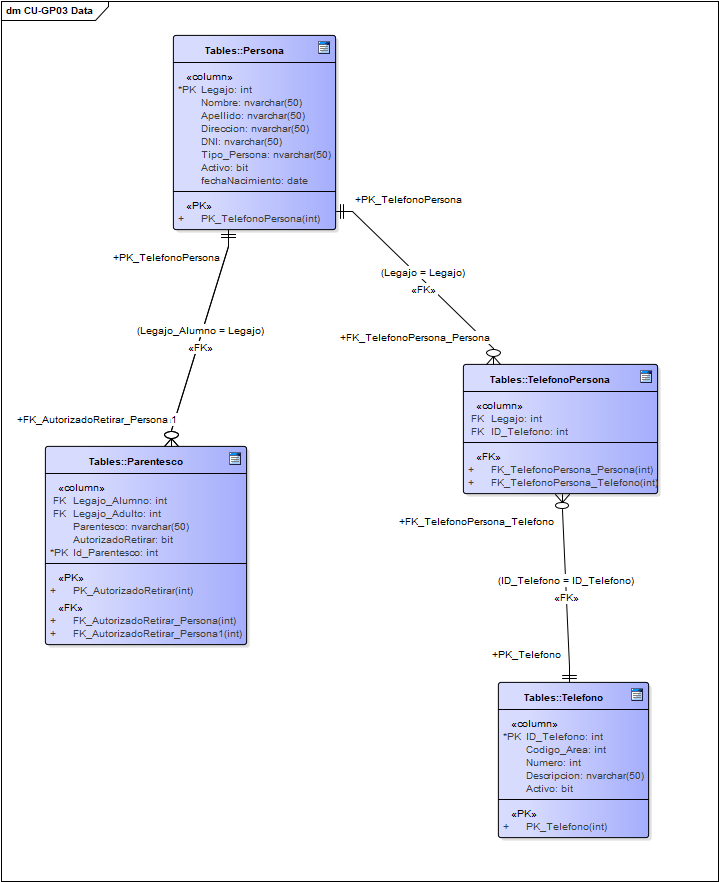 dm CU-GP03 Data
Tables::Persona
«column»
*PK Legajo: int
Nombre: nvarchar(50)
Apellido: nvarchar(50)
Direccion: nvarchar(50)
DNI: nvarchar(50)
Tipo_Persona: nvarchar(50)
Activo: bit
fechaNacimiento: date
«PK»
+ PK_TelefonoPersona(int)
+PK_TelefonoPersona
(Legajo = Legajo)
«FK»
+FK_TelefonoPersona_Persona
+PK_TelefonoPersona
(Legajo_Alumno = Legajo)
«FK»
+FK_AutorizadoRetirar_Persona1
Tables::TelefonoPersona
«column»
FK Legajo: int
FK ID_Telefono: int
«FK»
+ FK_TelefonoPersona_Persona(int)
+ FK_TelefonoPersona_Telefono(int)
Tables::Parentesco
«column»
FK Legajo_Alumno: int
FK Legajo_Adulto: int
Parentesco: nvarchar(50)
AutorizadoRetirar: bit
*PK Id_Parentesco: int
«PK»
+ PK_AutorizadoRetirar(int)
«FK»
+ FK_AutorizadoRetirar_Persona(int)
+ FK_AutorizadoRetirar_Persona1(int)
+FK_TelefonoPersona_Telefono
(ID_Telefono = ID_Telefono)
«FK»
+PK_Telefono
Tables::Telefono
«column»
*PK ID_Telefono: int
Codigo_Area: int
Numero: int
Descripcion: nvarchar(50)
Activo: bit
«PK»
+ PK_Telefono(int)